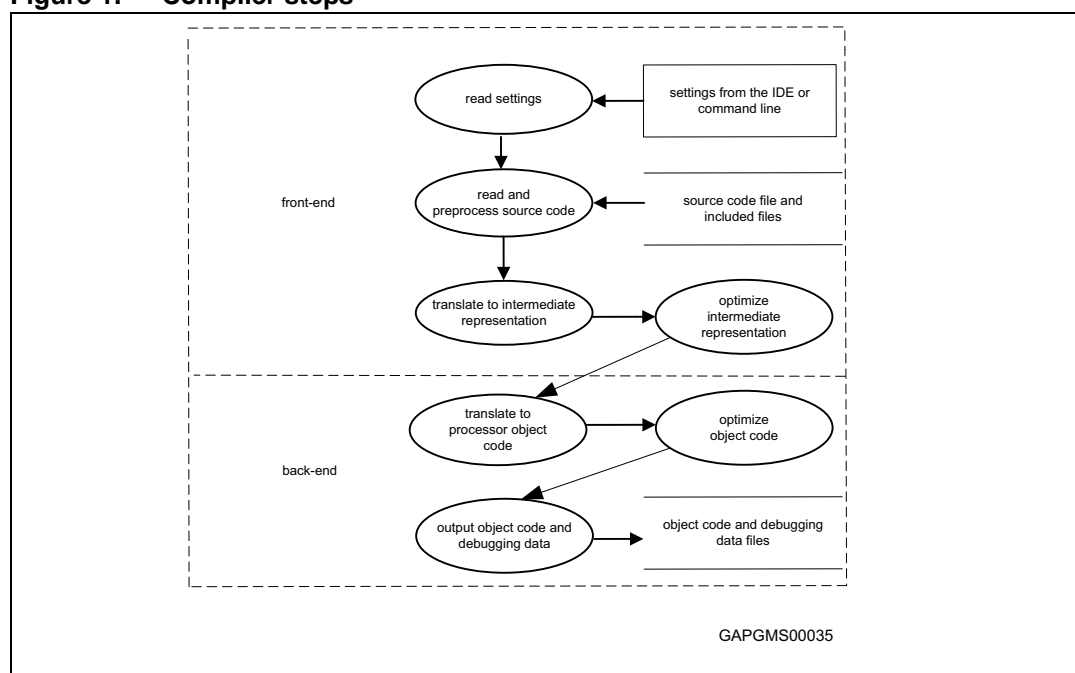 Figure 1. Compiler steps
read settings
settings from the IDE or
command line
front-end
read and
preprocess source code
source code file and
included files
translate to intermediate
representation
optimize
intermediate
representation
translate to
processor object
code
optimize
object code
back-end
output object code and
debugging data
object code and debugging
data files
GAPGMS00035